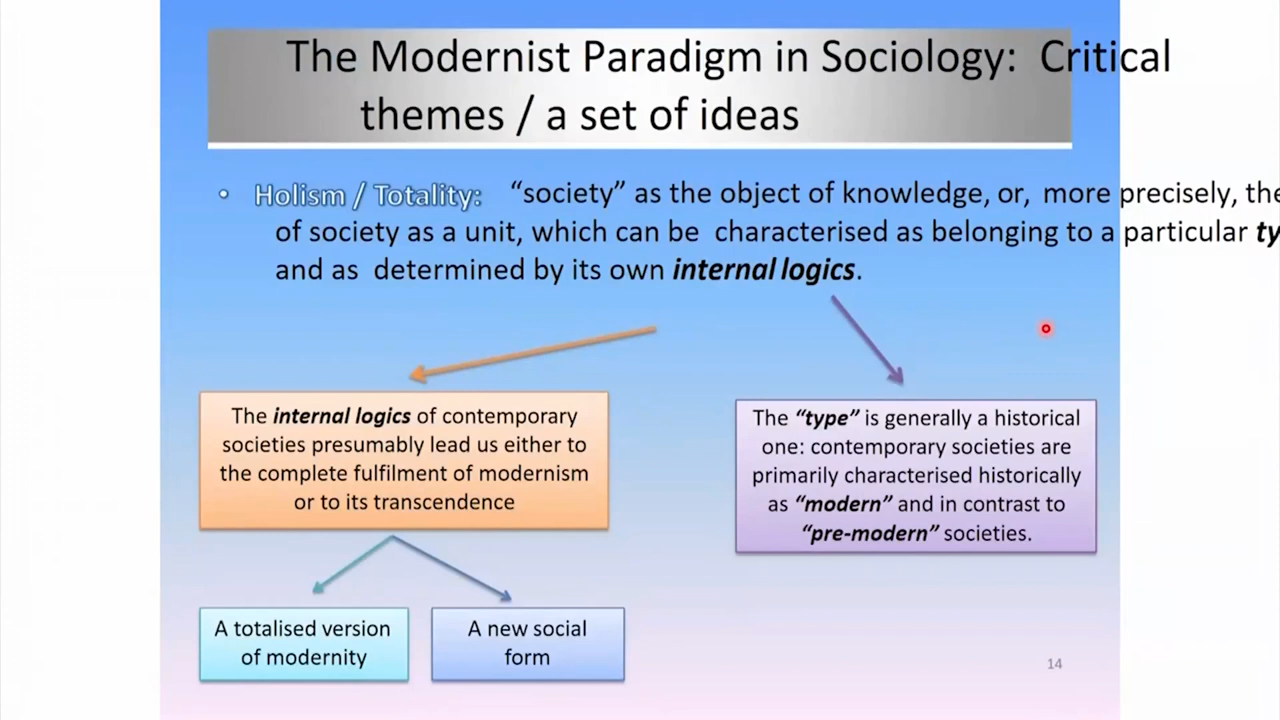 The Modernist Paradigm in Sociology: Critical
themes / a set of ideas
• Holism / Totality: “society” as the object of knowledge, or, more precisely, the
of society as a unit, which can be characterised as belonging to a particular
and as determined by its own internal logics.
The internal logics of contemporary
societies presumably lead us either to
the complete fulfilment of modernism
or to its transcendence
The “type” is generally a historical
one: contemporary societies are
primarily characterised historically
as “modern” and in contrast to
“pre-modern” societies.
A totalised version
of modernity
A new social
form
14